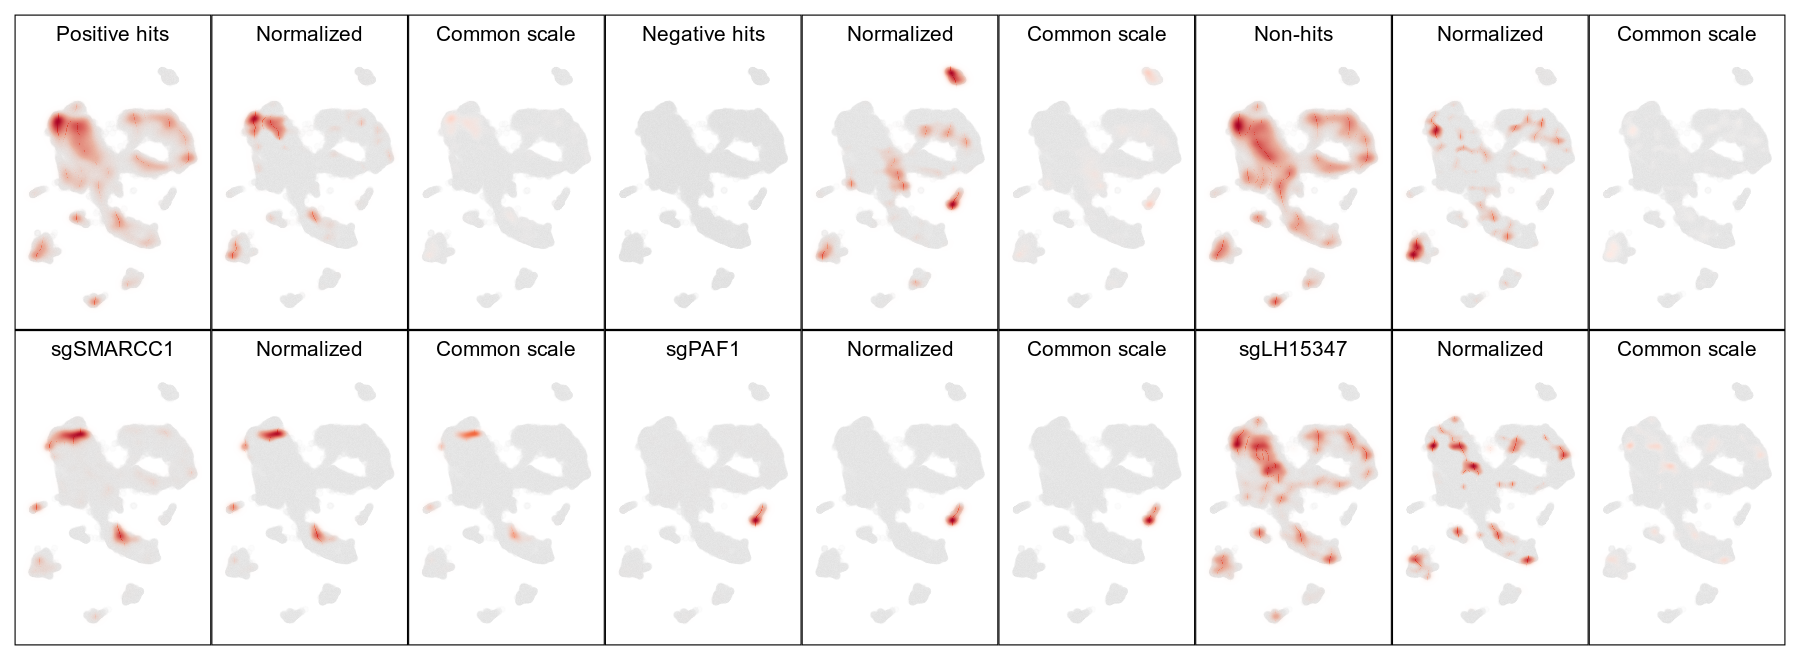 Positive hits Normalized Common scale Negative hits Normalized Common scale Non-hits Normalized Common scale
sgSMARCC1 Normalized Common scale sgPAF1 Normalized Common scale sgLH15347 Normalized Common scale